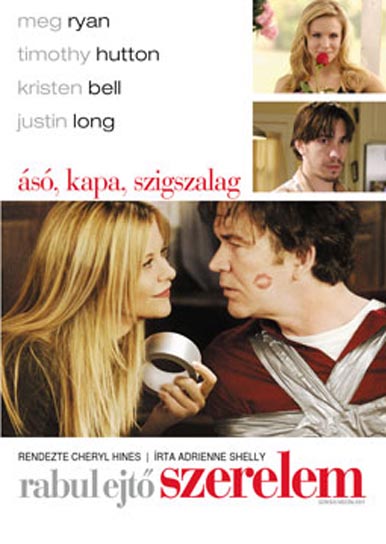 meg ryan
timothy hutton
kristen bell
justin long
ásó, kapa, szigszalag
RENDEZTE CHERYL HINES | ÍRTA ADRIENNE SHELLY
rabul ejtő szerelem